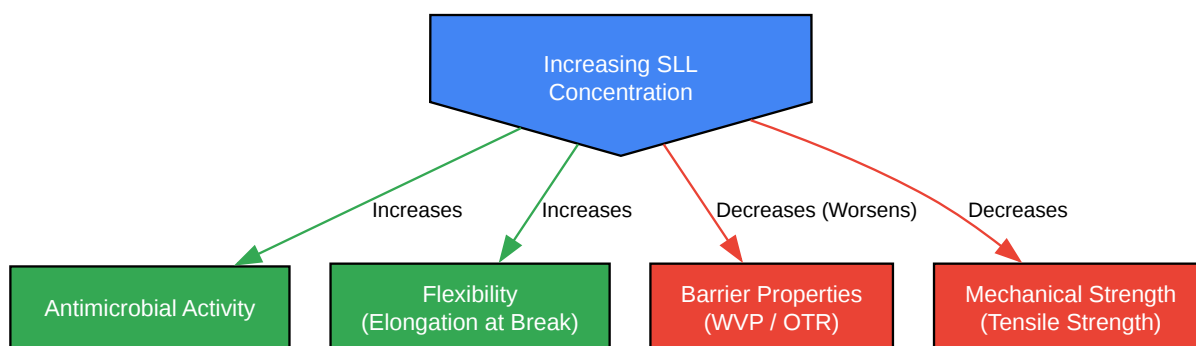 Increasing SLL
Concentration
Increases
Increases
Decreases (Worsens)
Decreases
Antimicrobial Activity
Flexibility
(Elongation at Break)
Barrier Properties
(WVP / OTR)
Mechanical Strength
(Tensile Strength)